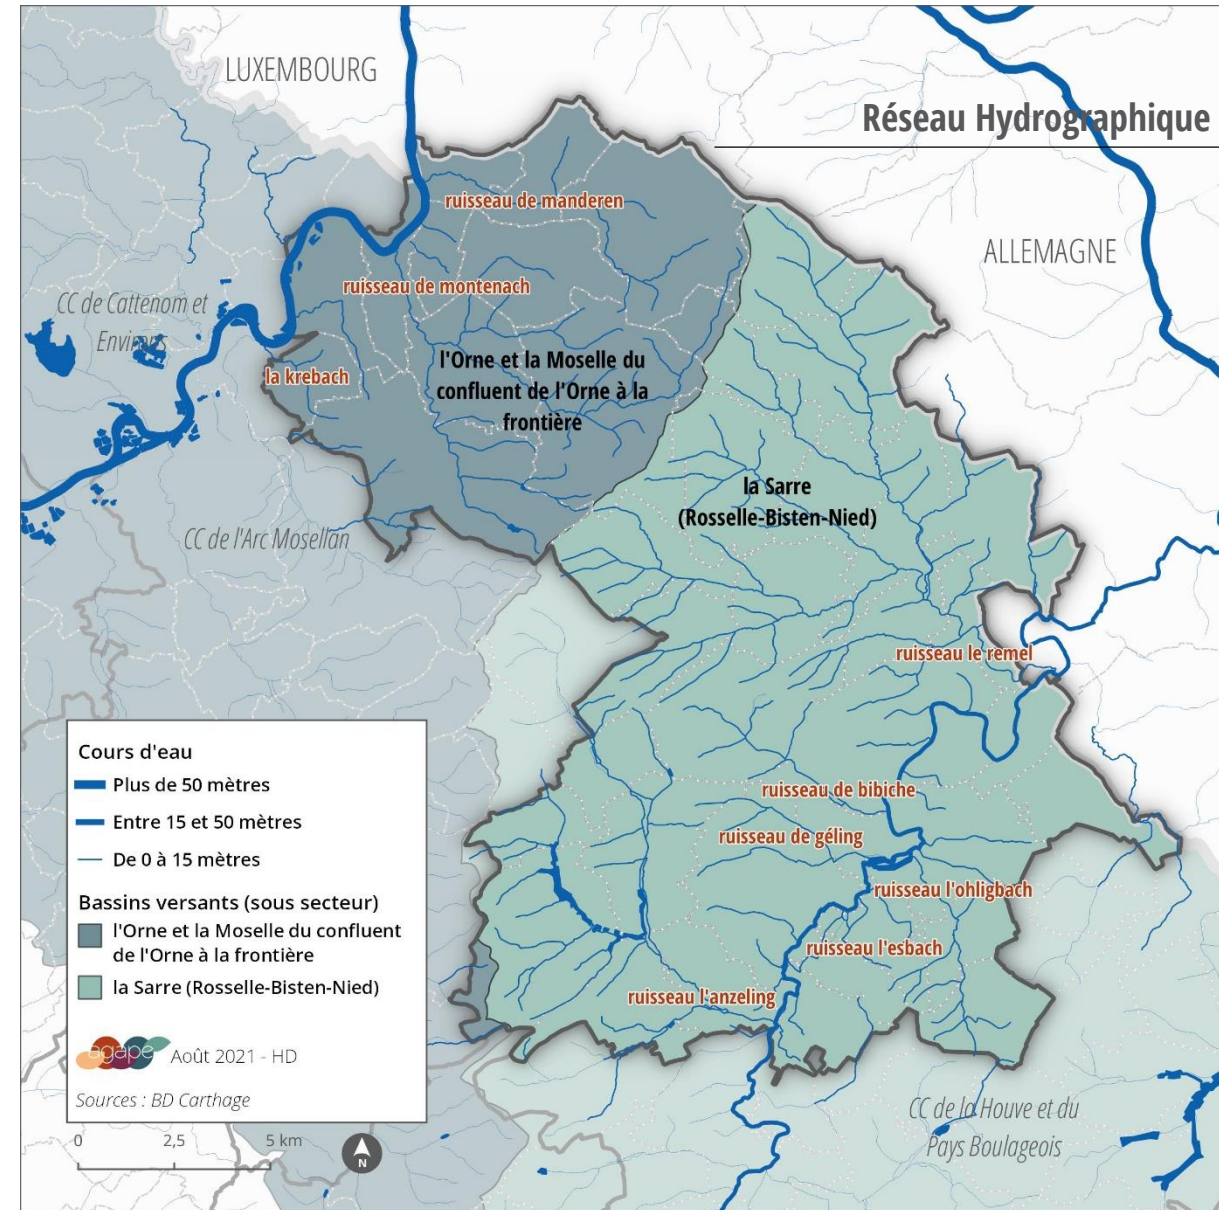 LUXEMBOURG
Réseau Hydrographique
ruisseau de manderen
ALLEMAGNE
ruisseau de montenach
CC de Cattenom et
Environs
l'Orne et la Moselle du
confluent de l'Orne à la
frontière
la krebach
la Sarre
(Rosselle-Bisten-Nied)
CC de l'Arc Mosellan
ruisseau le remel
ruisseau de bibiche
ruisseau de géling
ruisseau l'ohligbach
ruisseau l'esbach
ruisseau l'anzeling
CC de la Houve et du
Pays Boulageois
Cours d'eau
Plus de 50 mètres
Entre 15 et 50 mètres
De 0 à 15 mètres
Bassins versants (sous secteur)
l'Orne et la Moselle du confluent
de l'Orne à la frontière
la Sarre (Rosselle-Bisten-Nied)
agape Août 2021 - HD
Sources : BD Carthage
0 2,5 5 km
N